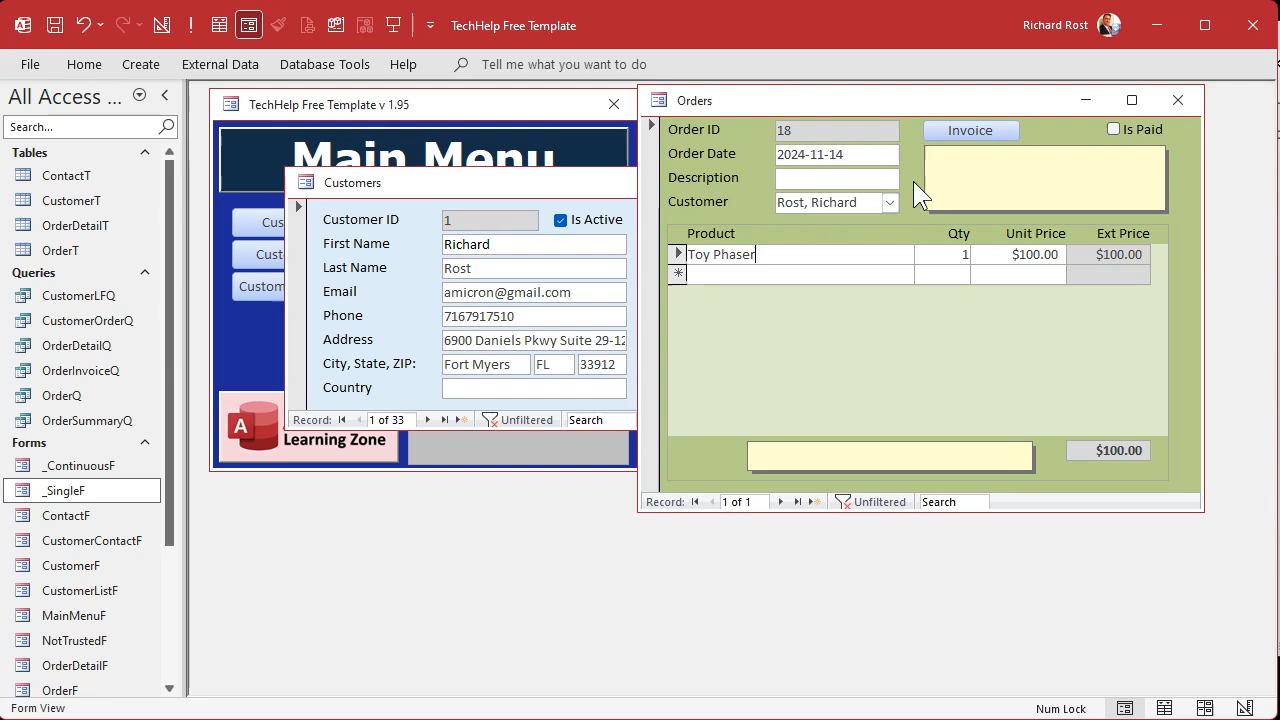 TechHelp Free Template
Richard Rost
File Home Create External Data Database Tools Help Tell me what you want to do
All Access ...
Search...
Tables
ContactT
CustomerT
OrderDetailT
OrderT
Queries
CustomerLFQ
CustomerOrderQ
OrderDetailQ
OrderInvoiceQ
OrderQ
OrderSummaryQ
Forms
_ContinuousF
_SingleF
ContactF
CustomerContactF
CustomerF
CustomerListF
MainMenuF
NotTrustedF
OrderDetailF
OrderF
TechHelp Free Template v 1.95
Main Menu
Cus
Custo
Custom
A
Learning Zone
Customers
Customer ID 1 Is Active
First Name Richard
Last Name Rost
Email amicron@gmail.com
Phone 7167917510
Address 6900 Daniels Pkwy Suite 29-12
City, State, ZIP: Fort Myers FL 33912
Country
Record: 1 of 33 Unfiltered Search
Orders
Order ID 18 Invoice Is Paid
Order Date 2024-11-14
Description
Customer Rost, Richard
Product Qty Unit Price Ext Price
Toy Phaser 1 $100.00 $100.00
$100.00
Record: 1 of 1 Unfiltered Search
Form View Num Lock